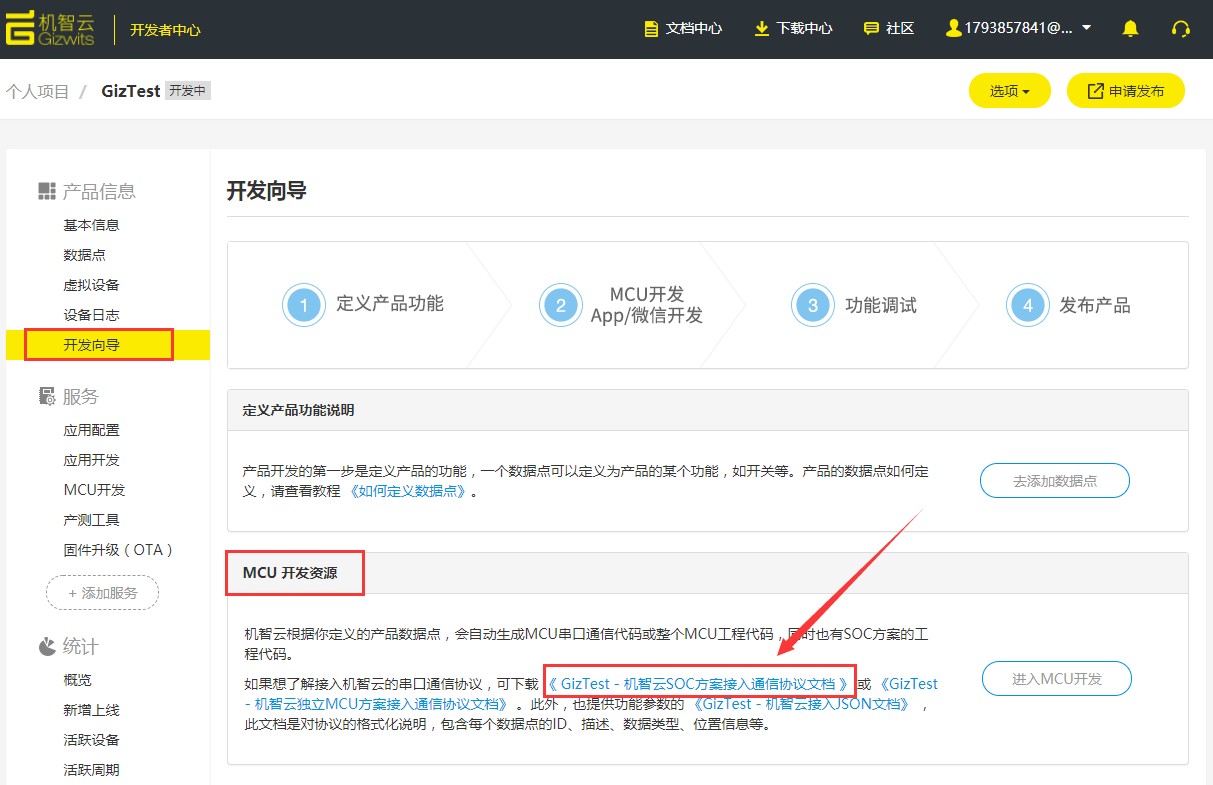 机智云 Gizwits 开发者中心 文档中心 下载中心 社区 1793857841@...
个人项目 / GizTest 开发中 选项 申请发布
产品信息
基本信息
数据点
虚拟设备
设备日志
开发向导
服务
应用配置
应用开发
MCU开发
产测工具
固件升级（OTA）
+ 添加服务
统计
概览
新增上线
活跃设备
活跃周期
开发向导
1 定义产品功能
2 MCU开发
App/微信开发
3 功能调试
4 发布产品
定义产品功能说明
产品开发的第一步是定义产品的功能，一个数据点可以定义为产品的某个功能，如开关等。产品的数据点如何定
义，请查看教程 《如何定义数据点》。
去添加数据点
MCU 开发资源
机智云根据你定义的产品数据点，会自动生成MCU串口通信代码或整个MCU工程代码，同时也有SOC方案的工
程代码。
如果想了解接入机智云的串口通信协议，可下载 《 GizTest - 机智云SOC方案接入通信协议文档 》 或 《GizTest
- 机智云独立MCU方案接入通信协议文档》 。此外，也提供功能参数的 《GizTest - 机智云接入JSON文档》 ，
此文档是对协议的格式化说明，包含每个数据点的ID、描述、数据类型、位置信息等。
进入MCU开发